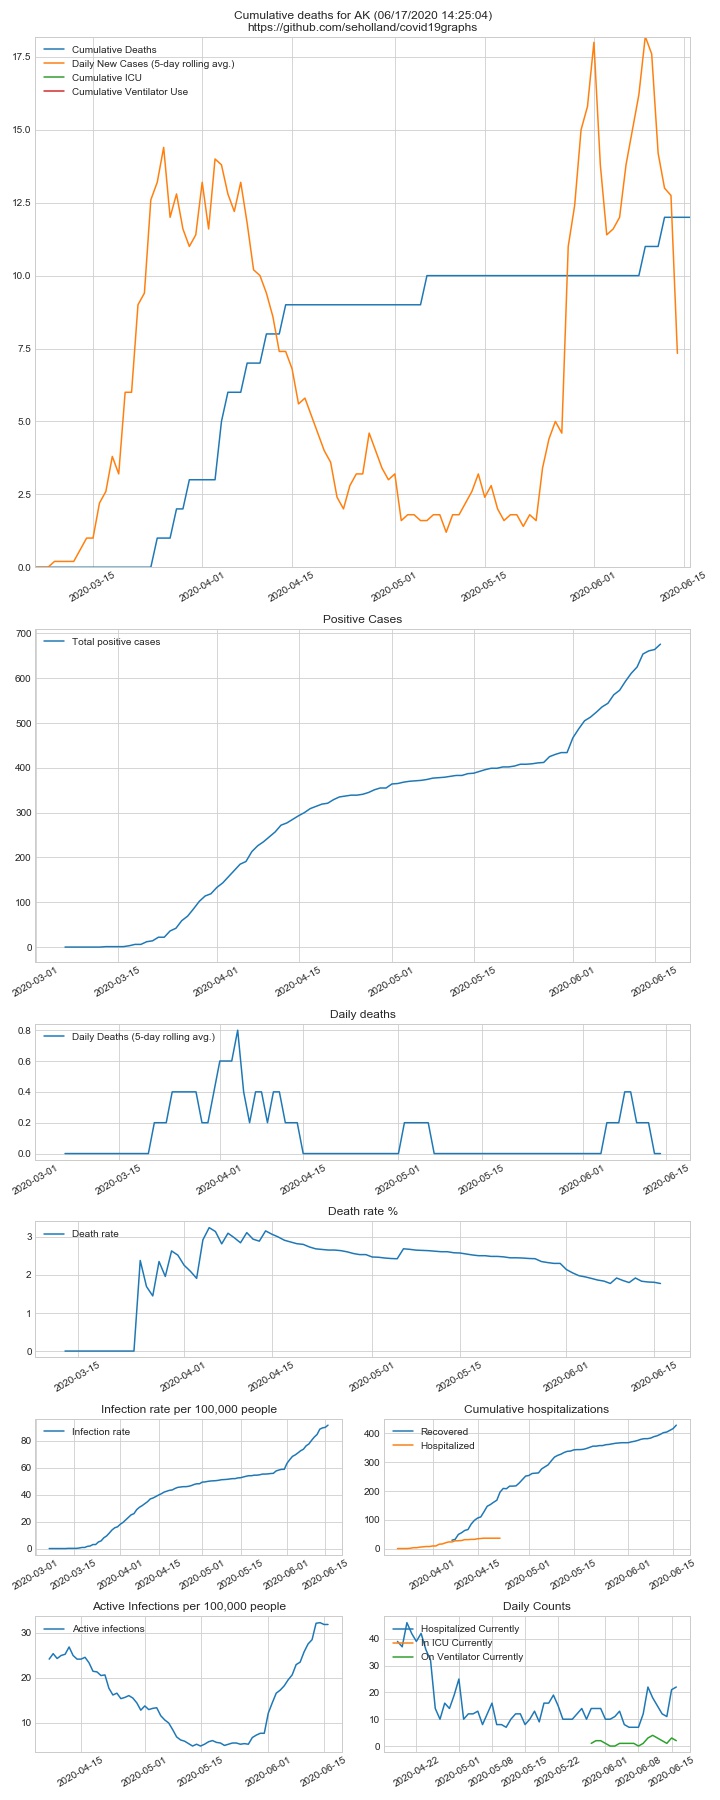 Cumulative deaths for AK (06/17/2020 14:25:04)
https://github.com/seholland/covid19graphs
Cumulative Deaths
Daily New Cases (5-day rolling avg.)
Cumulative ICU
Cumulative Ventilator Use
17.5
15.0
12.5
10.0
7.5
5.0
2.5
0.0
2020-03-15 2020-04-01 2020-04-15 2020-05-01 2020-05-15 2020-06-01 2020-06-15
Positive Cases
Total positive cases
700
600
500
400
300
200
100
0
2020-03-01 2020-03-15 2020-04-01 2020-04-15 2020-05-01 2020-05-15 2020-06-01 2020-06-15
Daily deaths
Daily Deaths (5-day rolling avg.)
0.8
0.6
0.4
0.2
0.0
2020-03-01 2020-03-15 2020-04-01 2020-04-15 2020-05-01 2020-05-15 2020-06-01 2020-06-15
Death rate %
Death rate
3
2
1
0
2020-03-15 2020-04-01 2020-04-15 2020-05-01 2020-05-15 2020-06-01 2020-06-15
Infection rate per 100,000 people
Infection rate
80
60
40
20
0
2020-03-01 2020-03-15 2020-04-01 2020-04-15 2020-05-01 2020-05-15 2020-06-01 2020-06-15
Cumulative hospitalizations
Recovered
Hospitalized
400
300
200
100
0
2020-04-01 2020-04-15 2020-05-01 2020-05-15 2020-06-01 2020-06-15
Active Infections per 100,000 people
Active infections
30
20
10
2020-04-15 2020-05-01 2020-05-15 2020-06-01 2020-06-15
Daily Counts
Hospitalized Currently
In ICU Currently
On Ventilator Currently
40
30
20
10
0
2020-04-22 2020-05-01 2020-05-08 2020-05-15 2020-05-22 2020-06-01 2020-06-08 2020-06-15